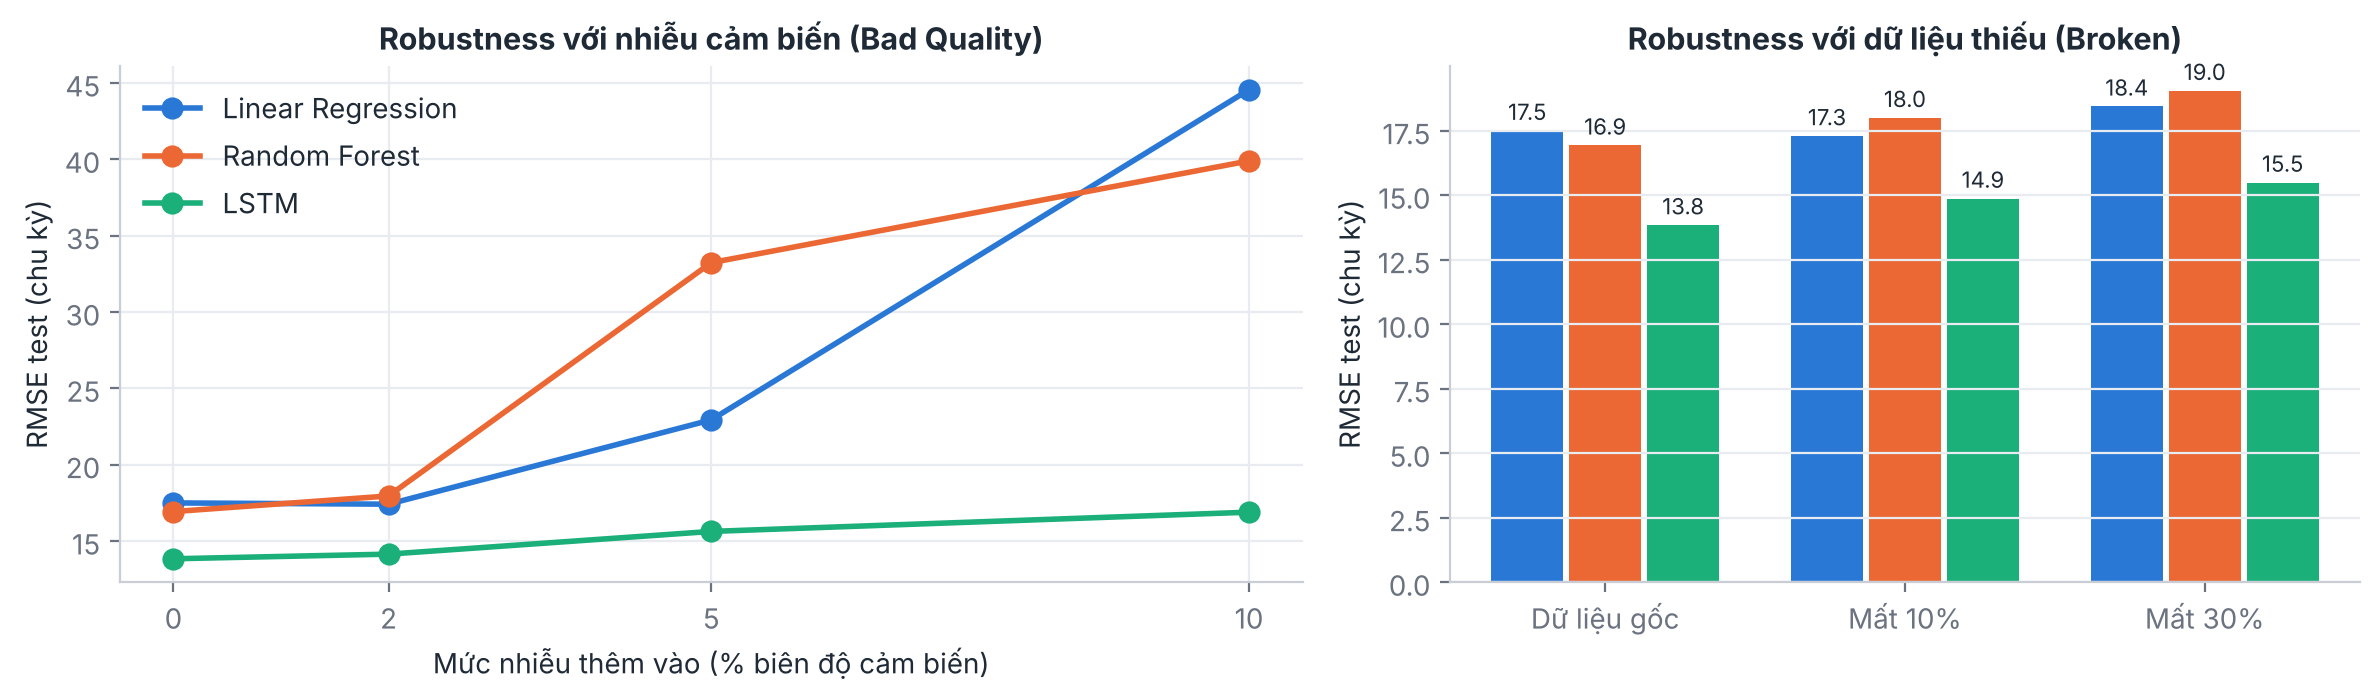 Robustness với nhiễu cảm biến (Bad Quality)
45
40
35
30
25
20
15
RMSE test (chu kỳ)
Linear Regression
Random Forest
LSTM
0 2 5 10
Mức nhiễu thêm vào (% biên độ cảm biến)
Robustness với dữ liệu thiếu (Broken)
17.5
15.0
12.5
10.0
7.5
5.0
2.5
0.0
RMSE test (chu kỳ)
17.5 16.9 13.8
17.3 18.0 14.9
18.4 19.0 15.5
Dữ liệu gốc Mất 10% Mất 30%